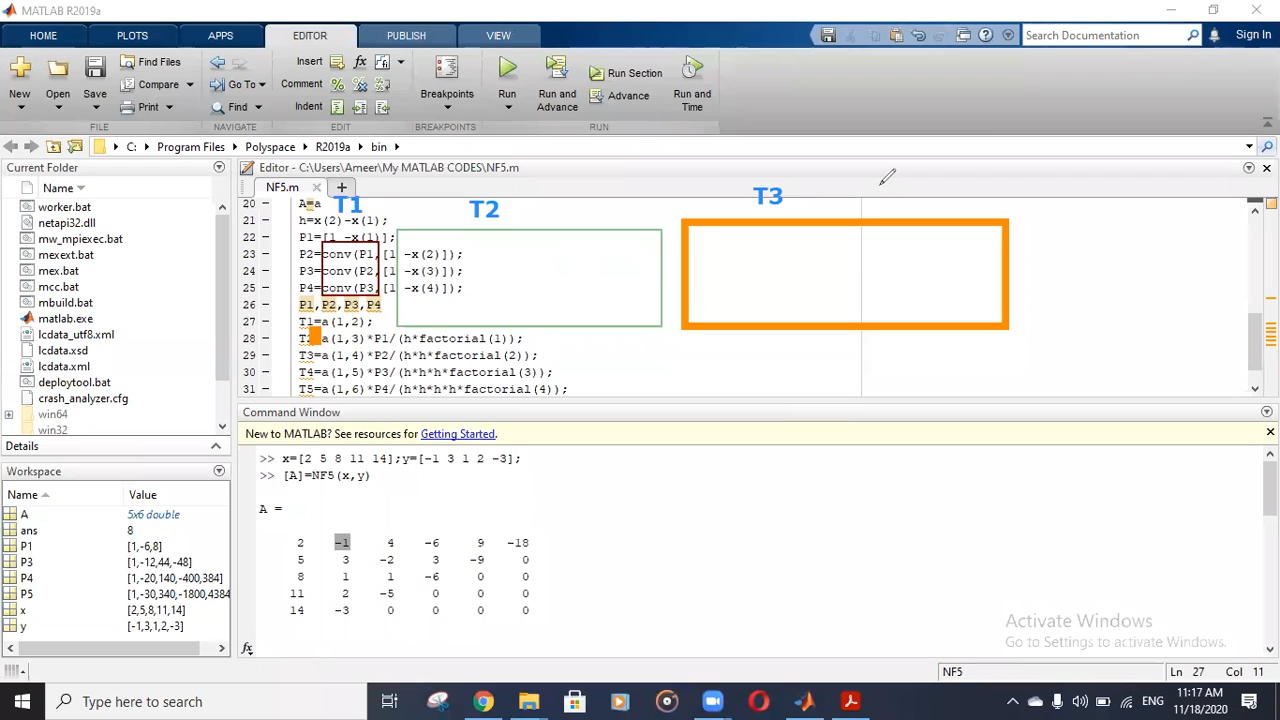 MATLAB R2019a
HOME PLOTS APPS EDITOR PUBLISH VIEW
Search Documentation
Sign In
New Open Save
Find Files
Compare
Print
Go To
Find
Insert fx
Comment
Indent
Breakpoints
Run
Run and Advance
Run Section
Advance
Run and Time
FILE NAVIGATE EDIT BREAKPOINTS RUN
C: Program Files Polyspace R2019a bin
Current Folder
Name
worker.bat
netapi32.dll
mw_mpiexec.bat
mexext.bat
mex.bat
mcc.bat
mbuild.bat
matlab.exe
lcdata_utf8.xml
lcdata.xsd
lcdata.xml
deploytool.bat
crash_analyzer.cfg
win64
win32
Details
Workspace
Name Value
A 5x6 double
ans 8
P1 [1,-6,8]
P3 [1,-12,44,-48]
P4 [1,-20,140,-400,384]
P5 [1,-30,340,-1800,4384
x [2,5,8,11,14]
y [-1,3,1,2,-3]
Editor - C:\Users\Ameer\My MATLAB CODES\NF5.m
NF5.m
T1 T2 T3
20 A=a
21 h=x(2)-x(1);
22 P1=[1 -x(1)];
23 P2=conv(P1,[1 -x(2)]);
24 P3=conv(P2,[1 -x(3)]);
25 P4=conv(P3,[1 -x(4)]);
26 P1,P2,P3,P4
27 T1=a(1,2);
28 T2=a(1,3)*P1/(h*factorial(1));
29 T3=a(1,4)*P2/(h*h*factorial(2));
30 T4=a(1,5)*P3/(h*h*h*factorial(3));
31 T5=a(1,6)*P4/(h*h*h*h*factorial(4));
Command Window
New to MATLAB? See resources for Getting Started.
>> x=[2 5 8 11 14];y=[-1 3 1 2 -3];
>> [A]=NF5(x,y)
A =
2 -1 4 -6 9 -18
5 3 -2 3 -9 0
8 1 1 -6 0 0
11 2 -5 0 0 0
14 -3 0 0 0 0
fx
Activate Windows
Go to Settings to activate Windows.
NF5 Ln 27 Col 11
Type here to search
ENG
11:17 AM
11/18/2020